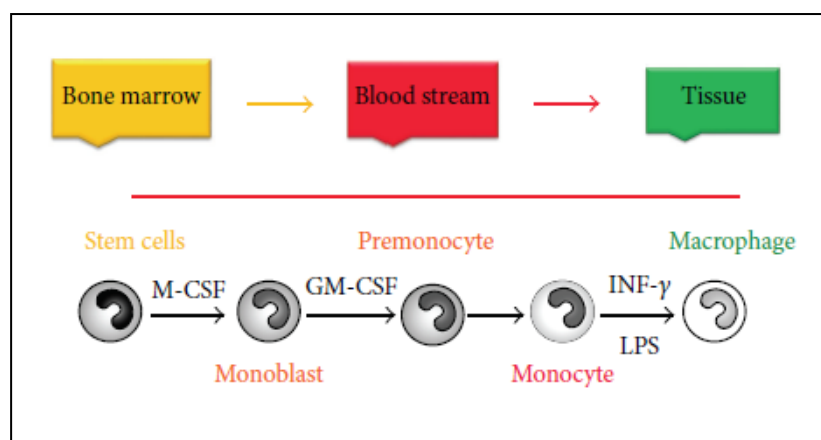 Bone marrow
Blood stream
Tissue
Stem cells
Premonocyte
Macrophage
M-CSF
GM-CSF
INF-γ
LPS
Monoblast
Monocyte